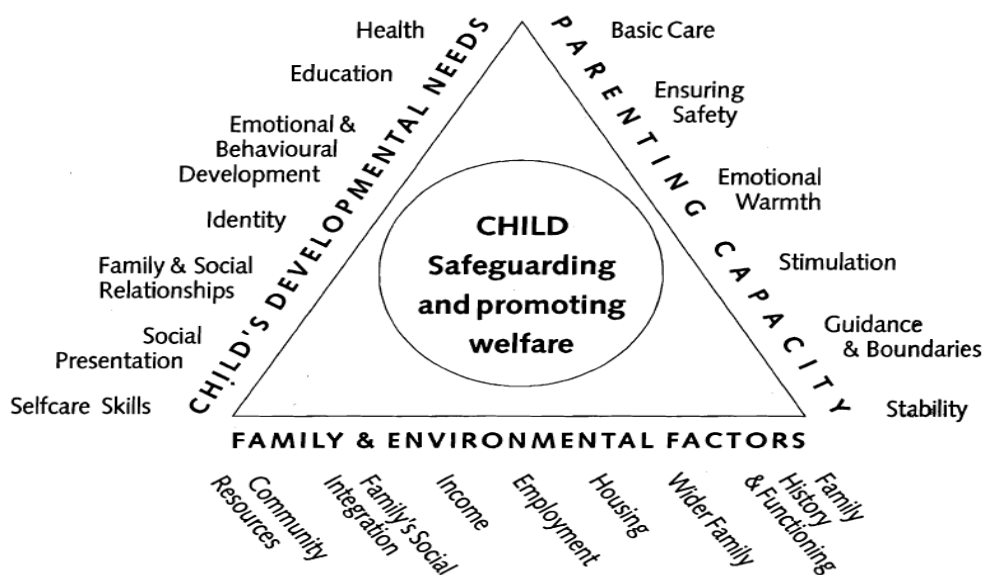 Health
Education
Emotional &
Behavioural
Development
Identity
Family & Social
Relationships
Social
Presentation
Selfcare Skills
CHILD'S DEVELOPMENTAL NEEDS
CHILD
Safeguarding
and promoting
welfare
PARENTING CAPACITY
Basic Care
Ensuring
Safety
Emotional
Warmth
Stimulation
Guidance
& Boundaries
Stability
FAMILY & ENVIRONMENTAL FACTORS
Community
Resources
Family's Social
Integration
Income
Employment
Housing
Wider Family
Family
History
& Functioning